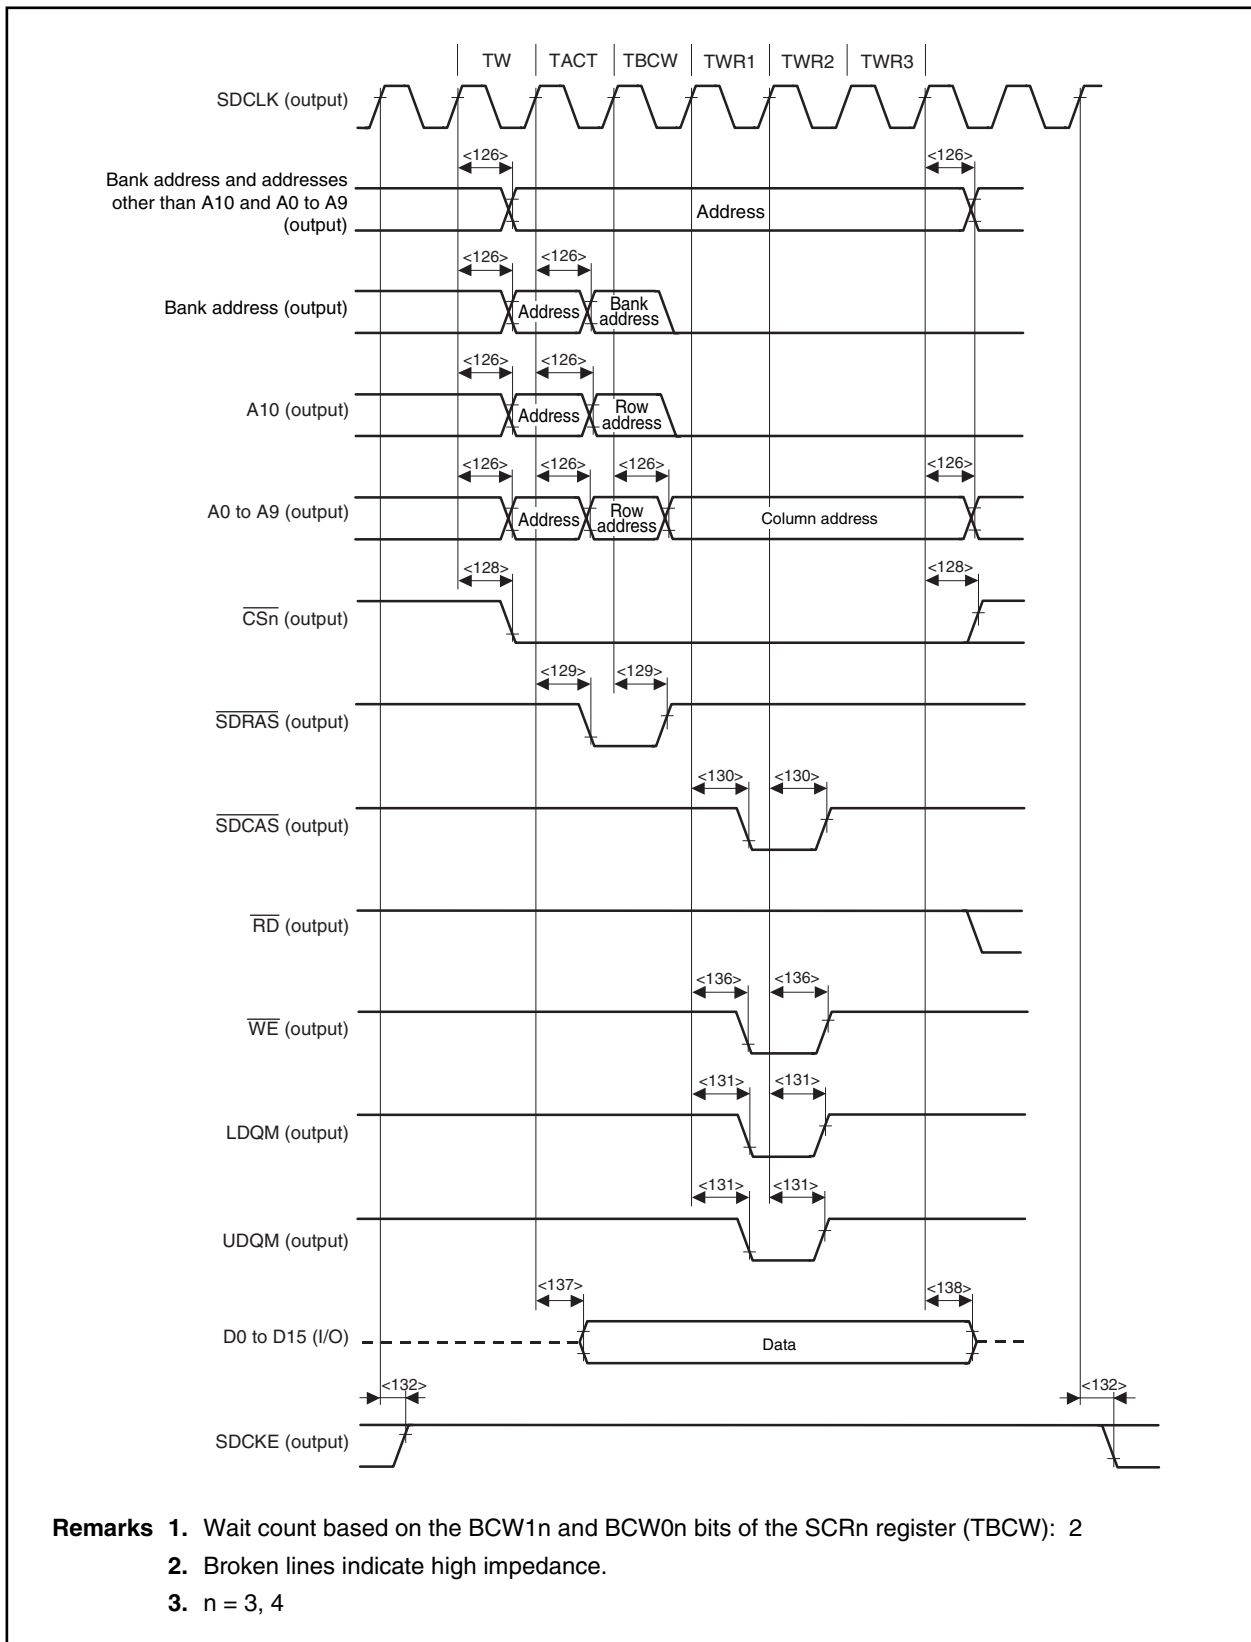 TW TACT TBCW TWR1 TWR2 TWR3
SDCLK (output)
<126> <126>
Bank address and addresses
other than A10 and A0 to A9
(output)
Address
<126> <126>
Bank address (output)
Address
Bank
address
<126> <126>
A10 (output)
Address
Row
address
<126> <126> <126> <126>
A0 to A9 (output)
Address
Row
address
Column address
<128> <128>
CSn (output)
<129> <129>
SDRAS (output)
<130> <130>
SDCAS (output)
RD (output)
<136> <136>
WE (output)
<131> <131>
LDQM (output)
<131> <131>
UDQM (output)
<137> <138>
D0 to D15 (I/O)
Data
<132> <132>
SDCKE (output)
Remarks 1. Wait count based on the BCW1n and BCW0n bits of the SCRn register (TBCW): 2
2. Broken lines indicate high impedance.
3. n = 3, 4